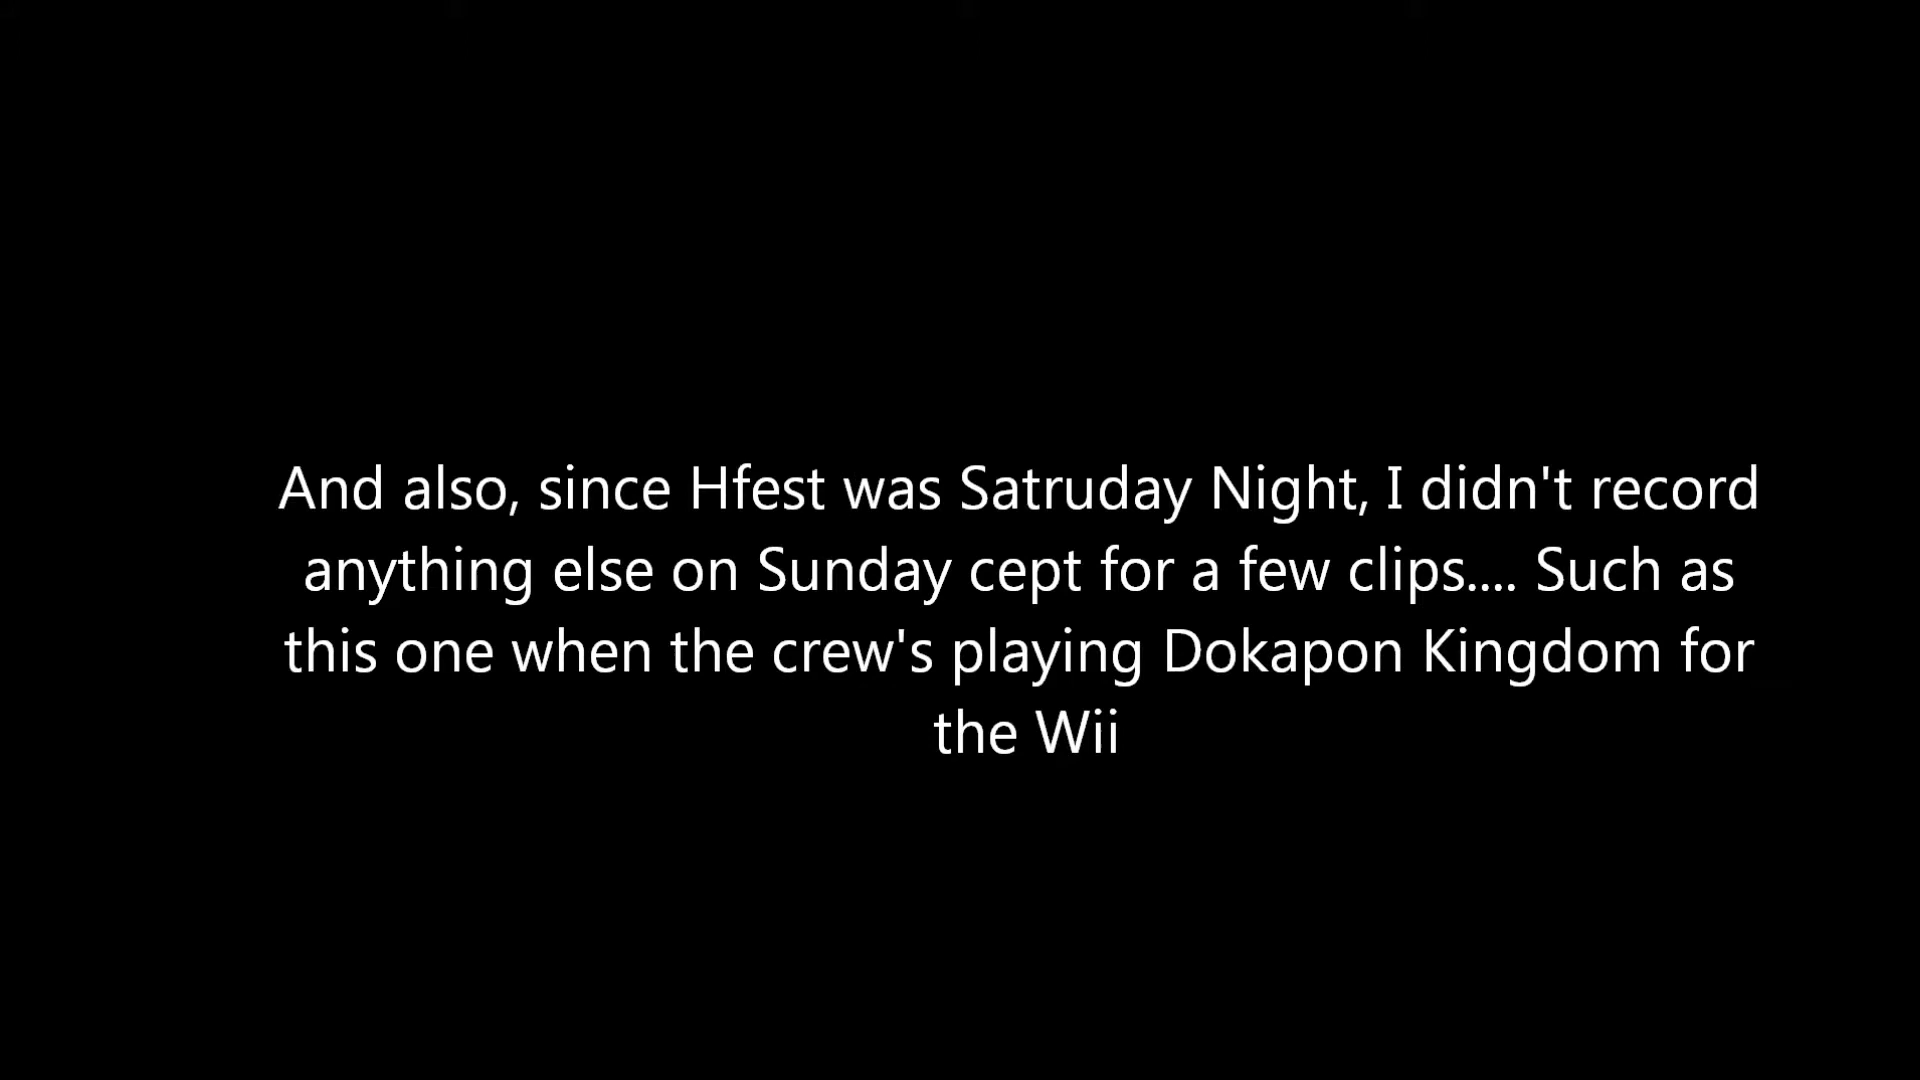 And also, since Hfest was Satruday Night, I didn't record
anything else on Sunday cept for a few clips.... Such as
this one when the crew's playing Dokapon Kingdom for
the Wii